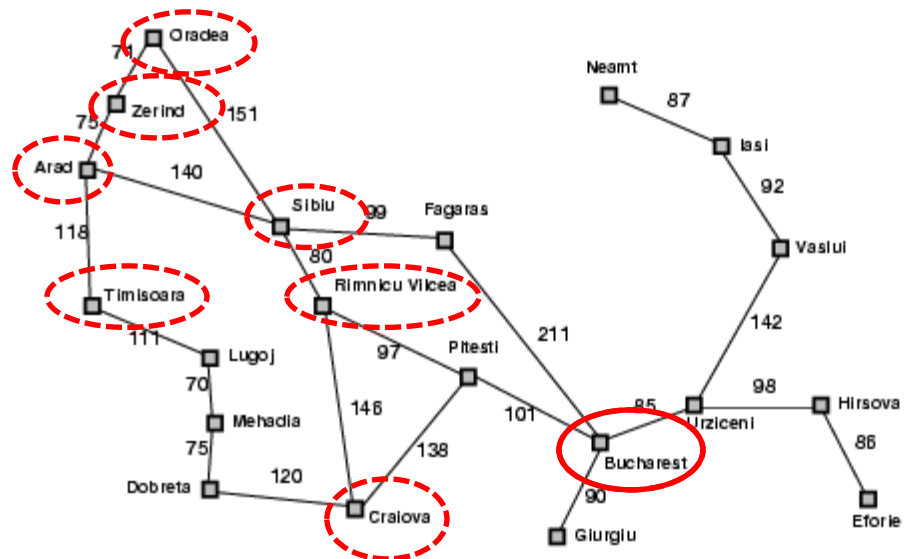 Oradea
71
Neamt
87
Zerind
151
75
Iasi
Arad
140
92
Sibiu
99
Fagaras
118
80
Vaslui
Timisoara
Rimnicu Vilcea
111
211
142
Lugoj
97
Pitesti
70
98
Hirsova
146
101
85
Urziceni
Mehadia
75
138
86
Bucharest
Dobreta
120
90
Craiova
Eforie
Giurgiu